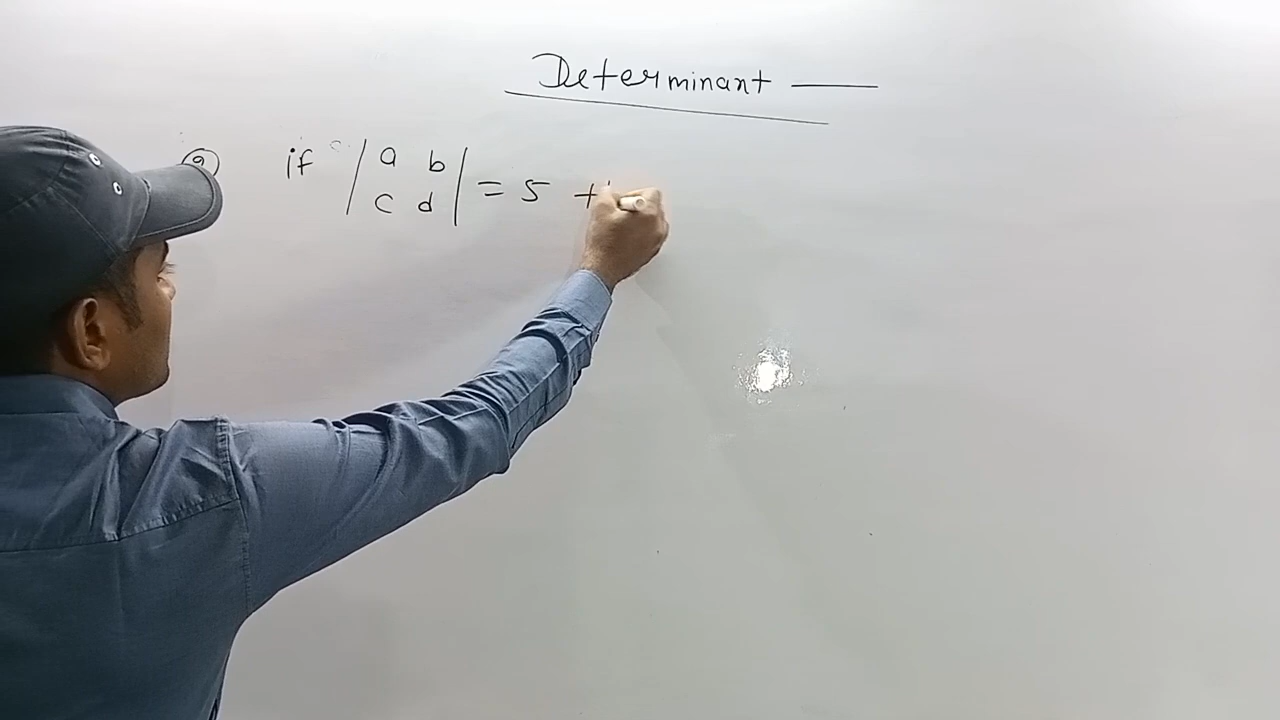 Determinant —
if | a b | = 5 +
| c d |